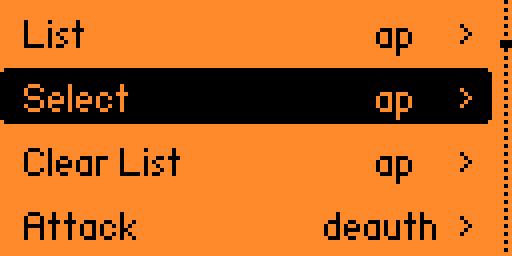 List ap >
Select ap >
Clear List ap >
Attack deauth >